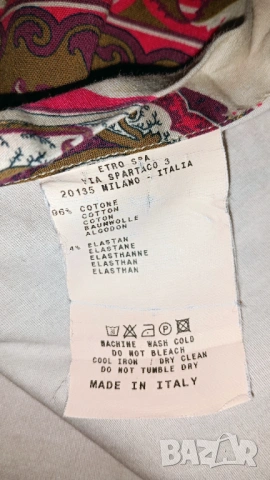 ETRO SPA
VIA SPARTACO 3
20135 MILANO - ITALIA
96% COTONE
COTTON
COTON
BAUMWOLLE
ALGODON
4% ELASTAN
ELASTANE
ELASTHANNE
ELASTHAN
ELASTAN
MACHINE WASH COLD
DO NOT BLEACH
COOL IRON / DRY CLEAN
DO NOT TUMBLE DRY
MADE IN ITALY
BAZAR